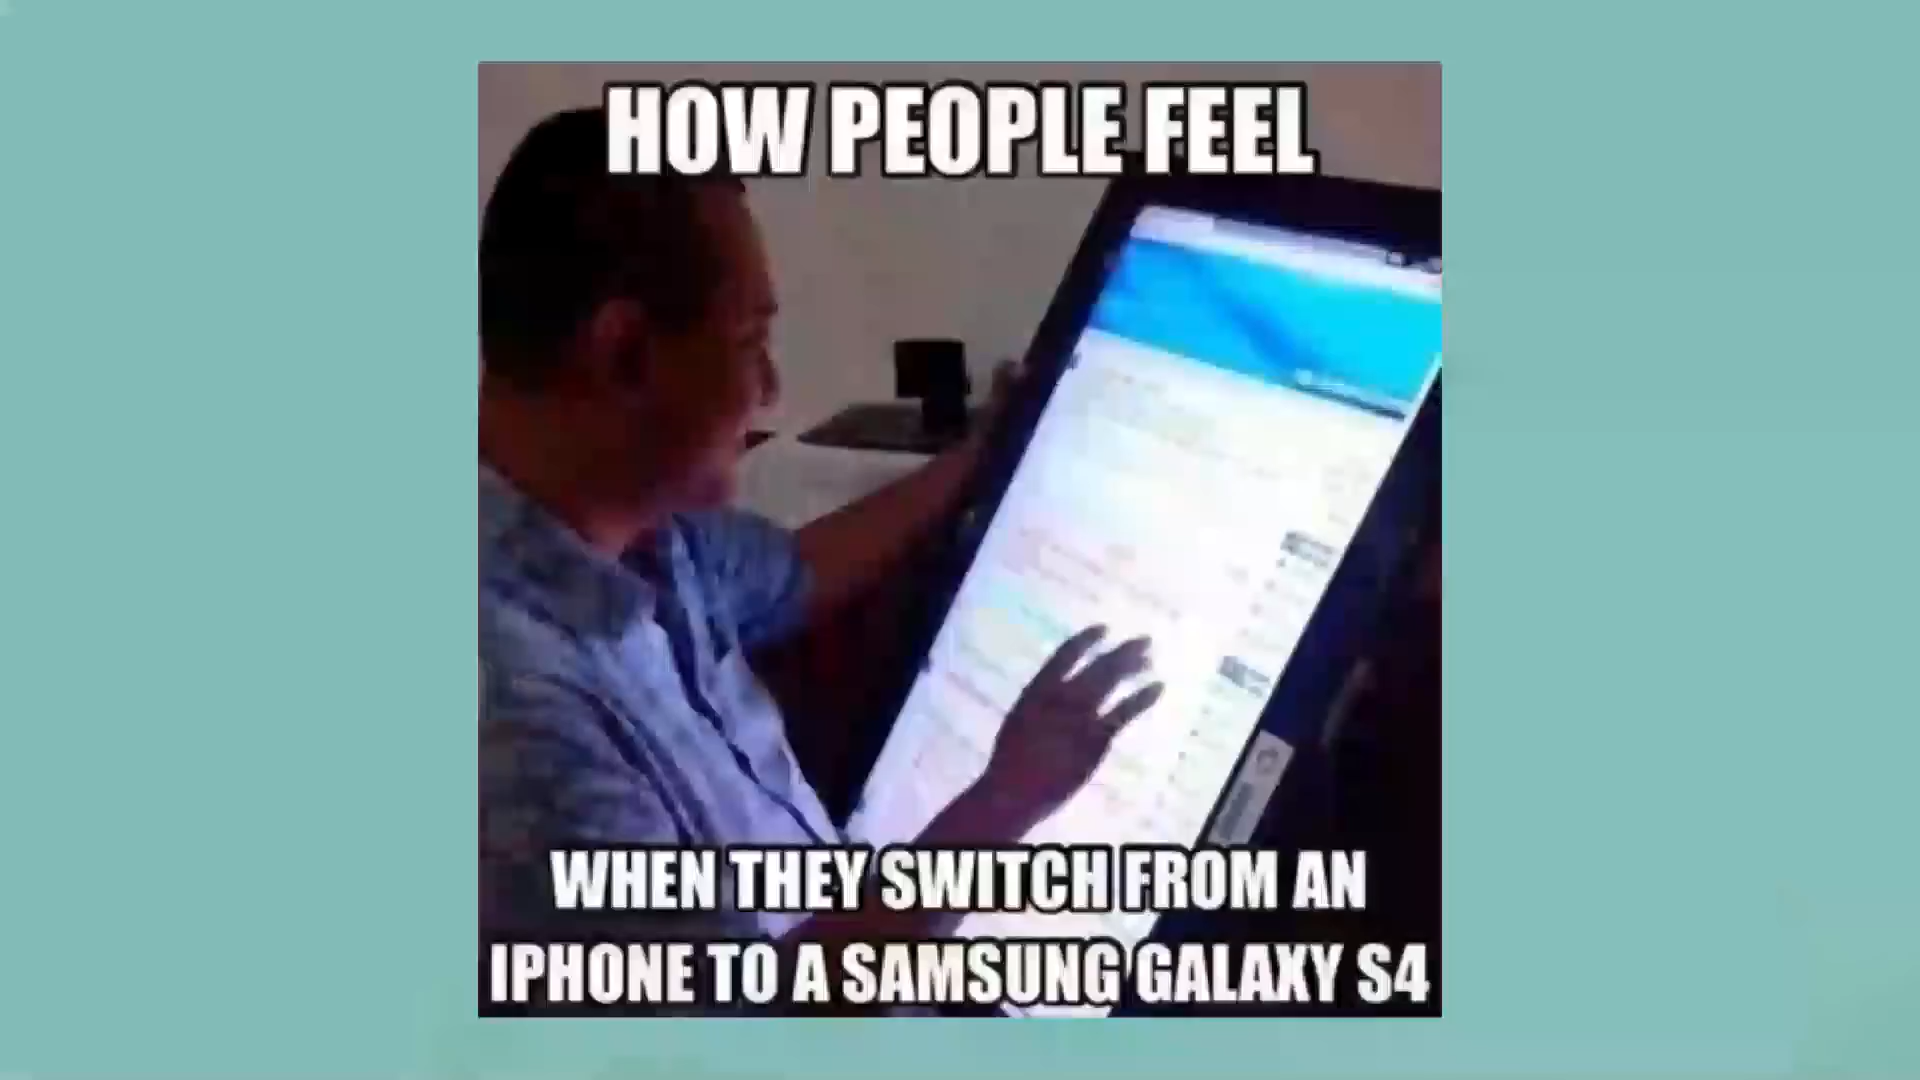 HOW PEOPLE FEEL
WHEN THEY SWITCH FROM AN
IPHONE TO A SAMSUNG GALAXY S4